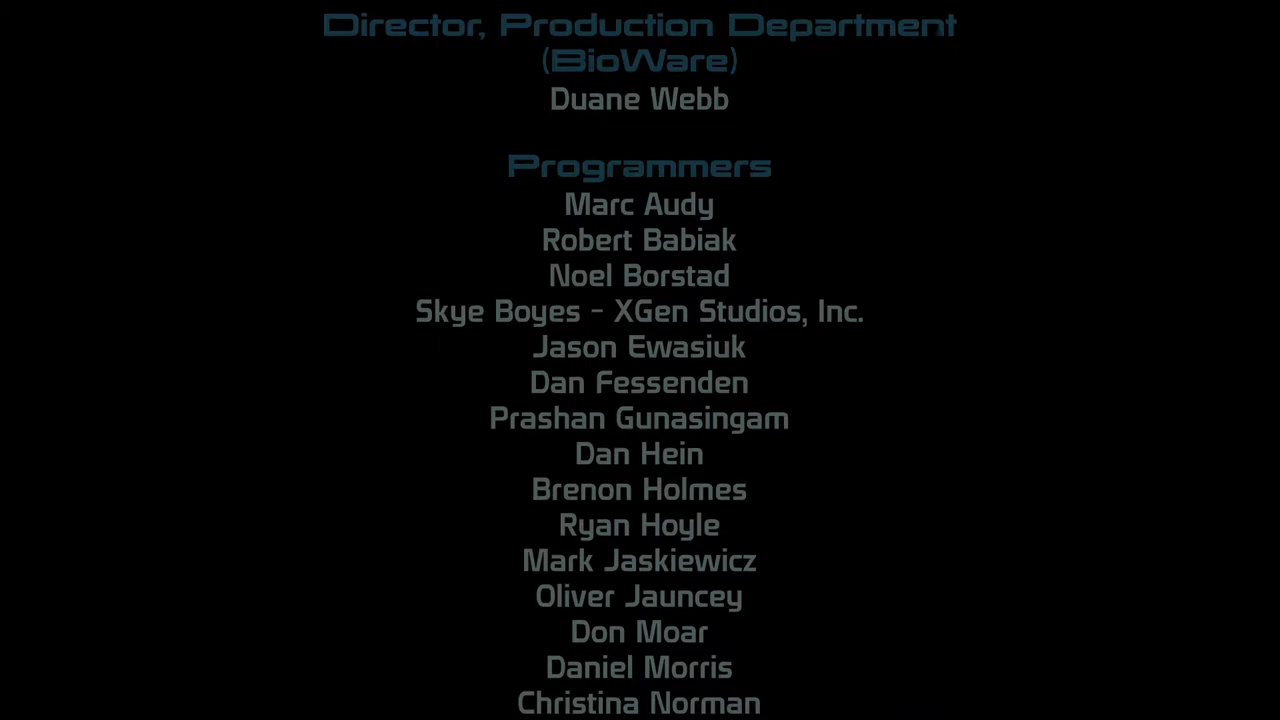 Director, Production Department
(BioWare)
Duane Webb
Programmers
Marc Audy
Robert Babiak
Noel Borstad
Skye Boyes - XGen Studios, Inc.
Jason Ewasiuk
Dan Fessenden
Prashan Gunasingam
Dan Hein
Brenon Holmes
Ryan Hoyle
Mark Jaskiewicz
Oliver Jauncey
Don Moar
Daniel Morris
Christina Norman